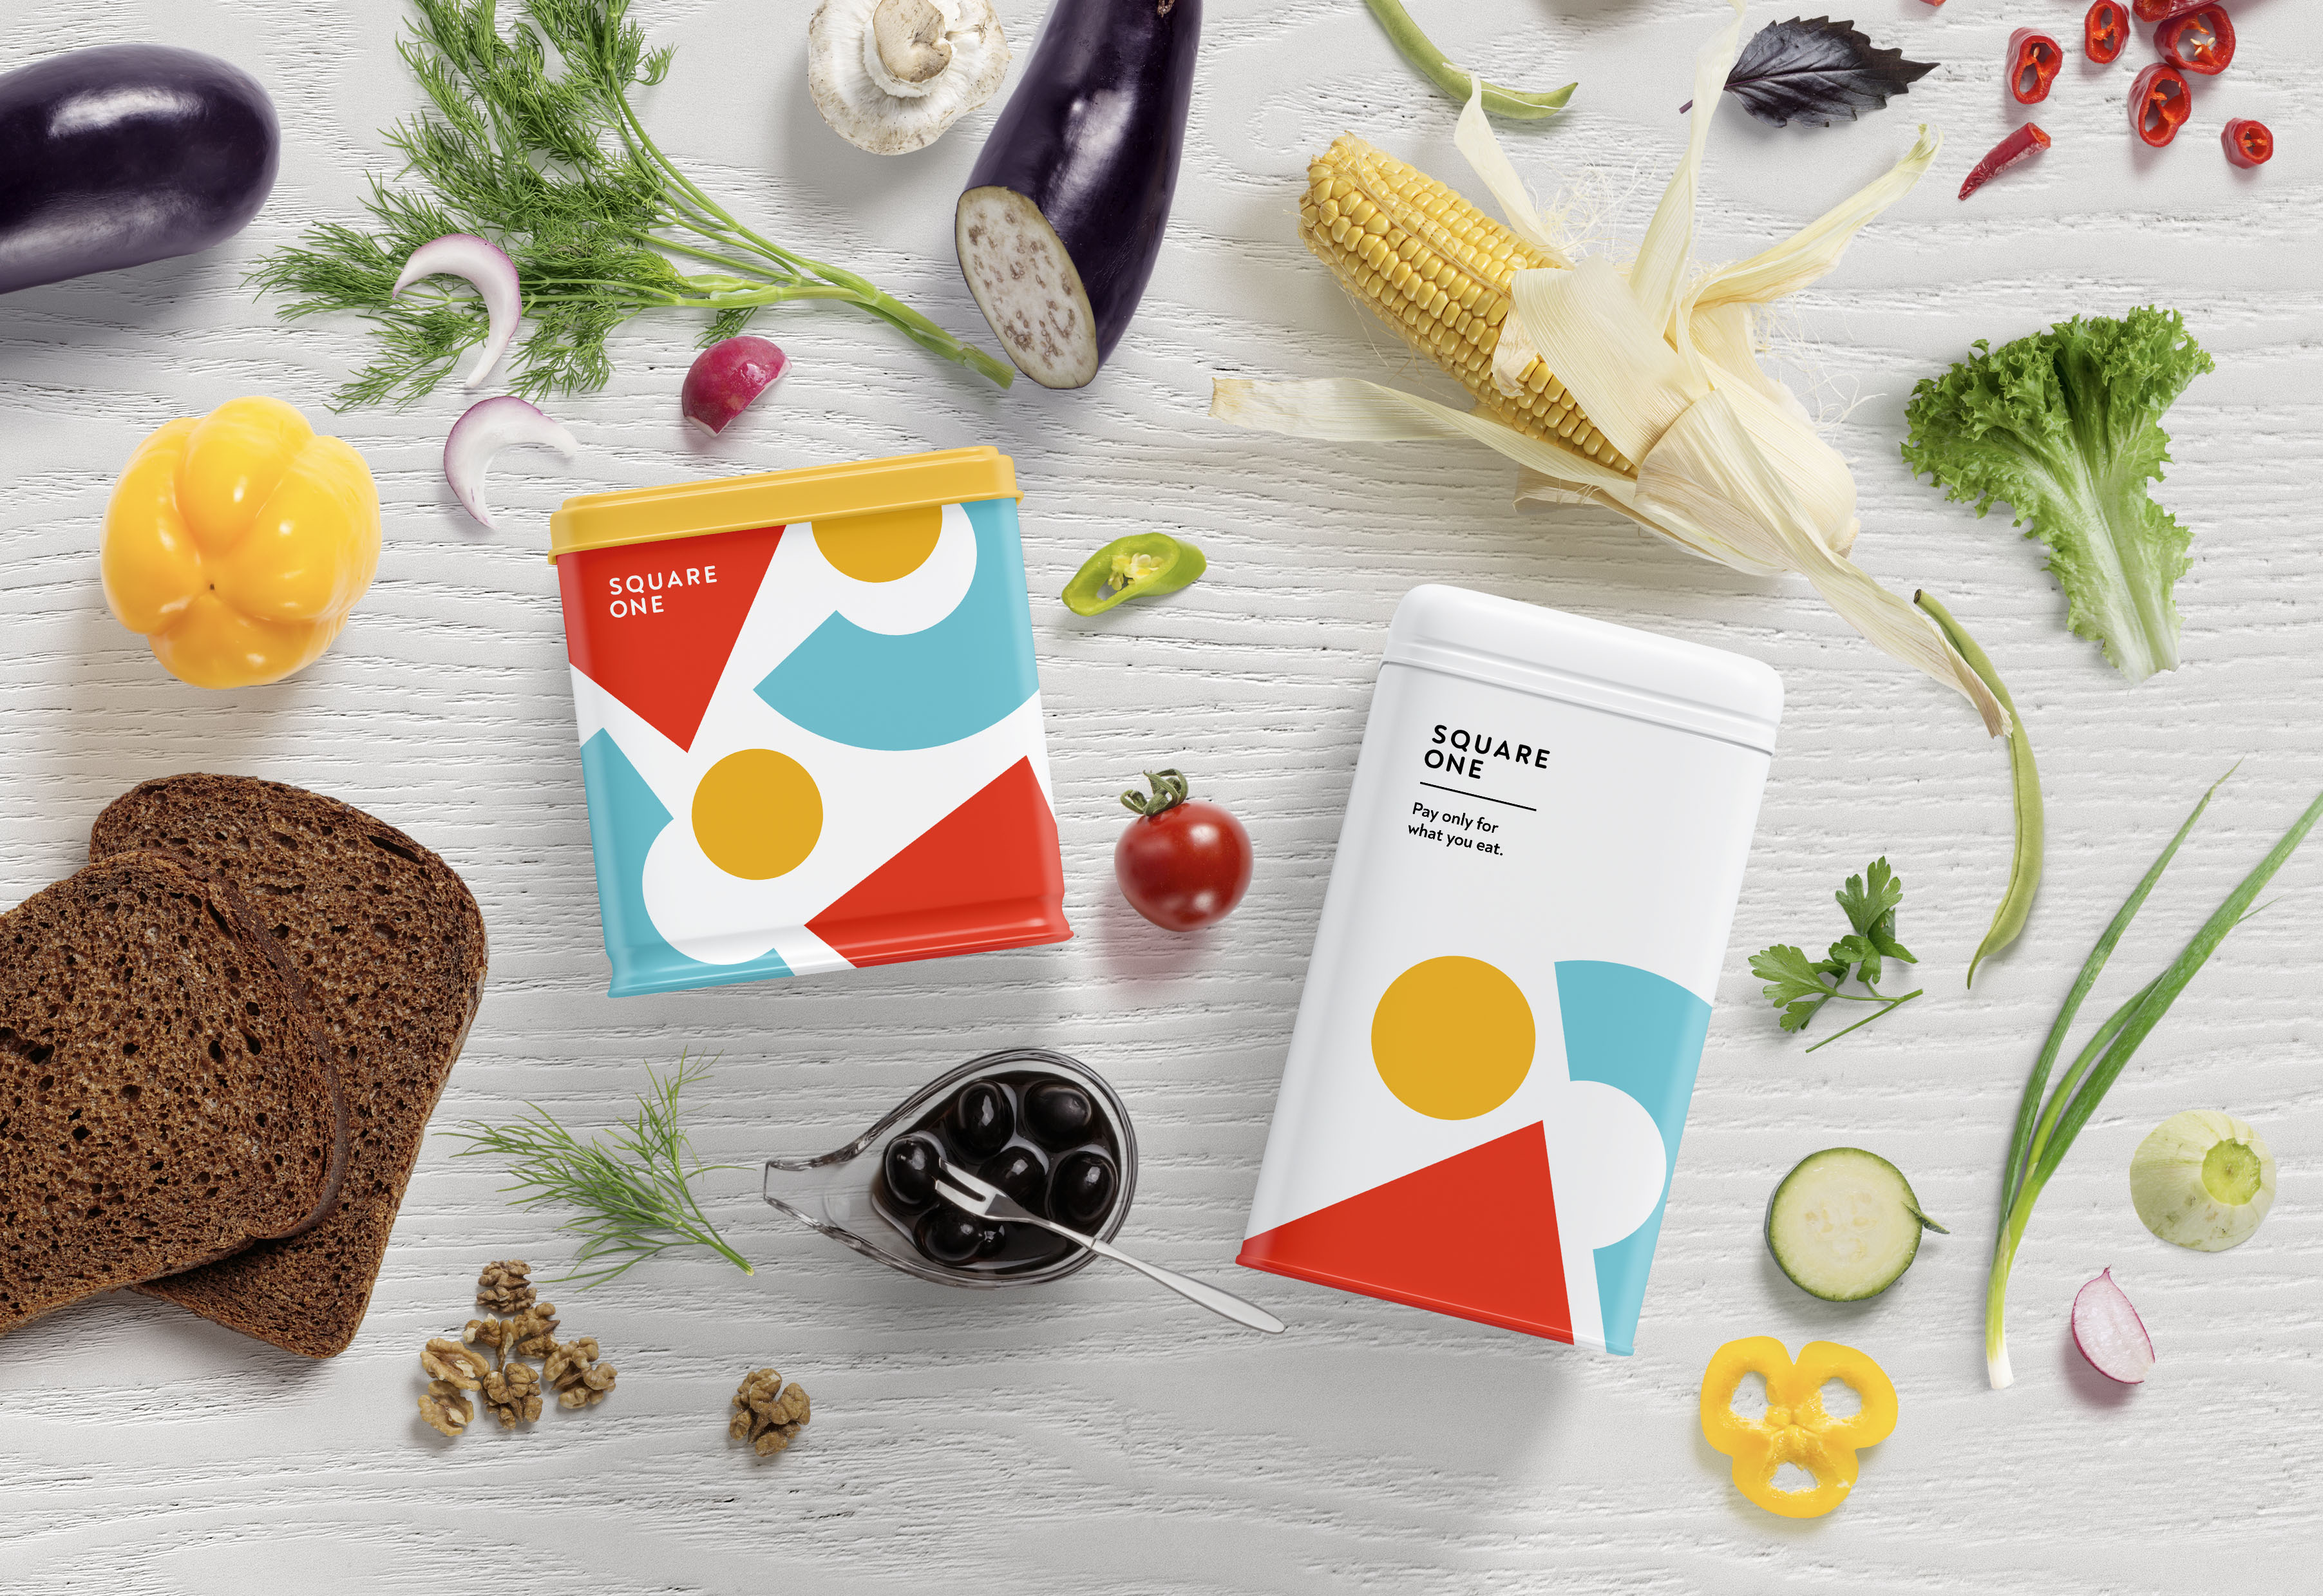 SQUARE
ONE
SQUARE
ONE
Pay only for
what you eat.